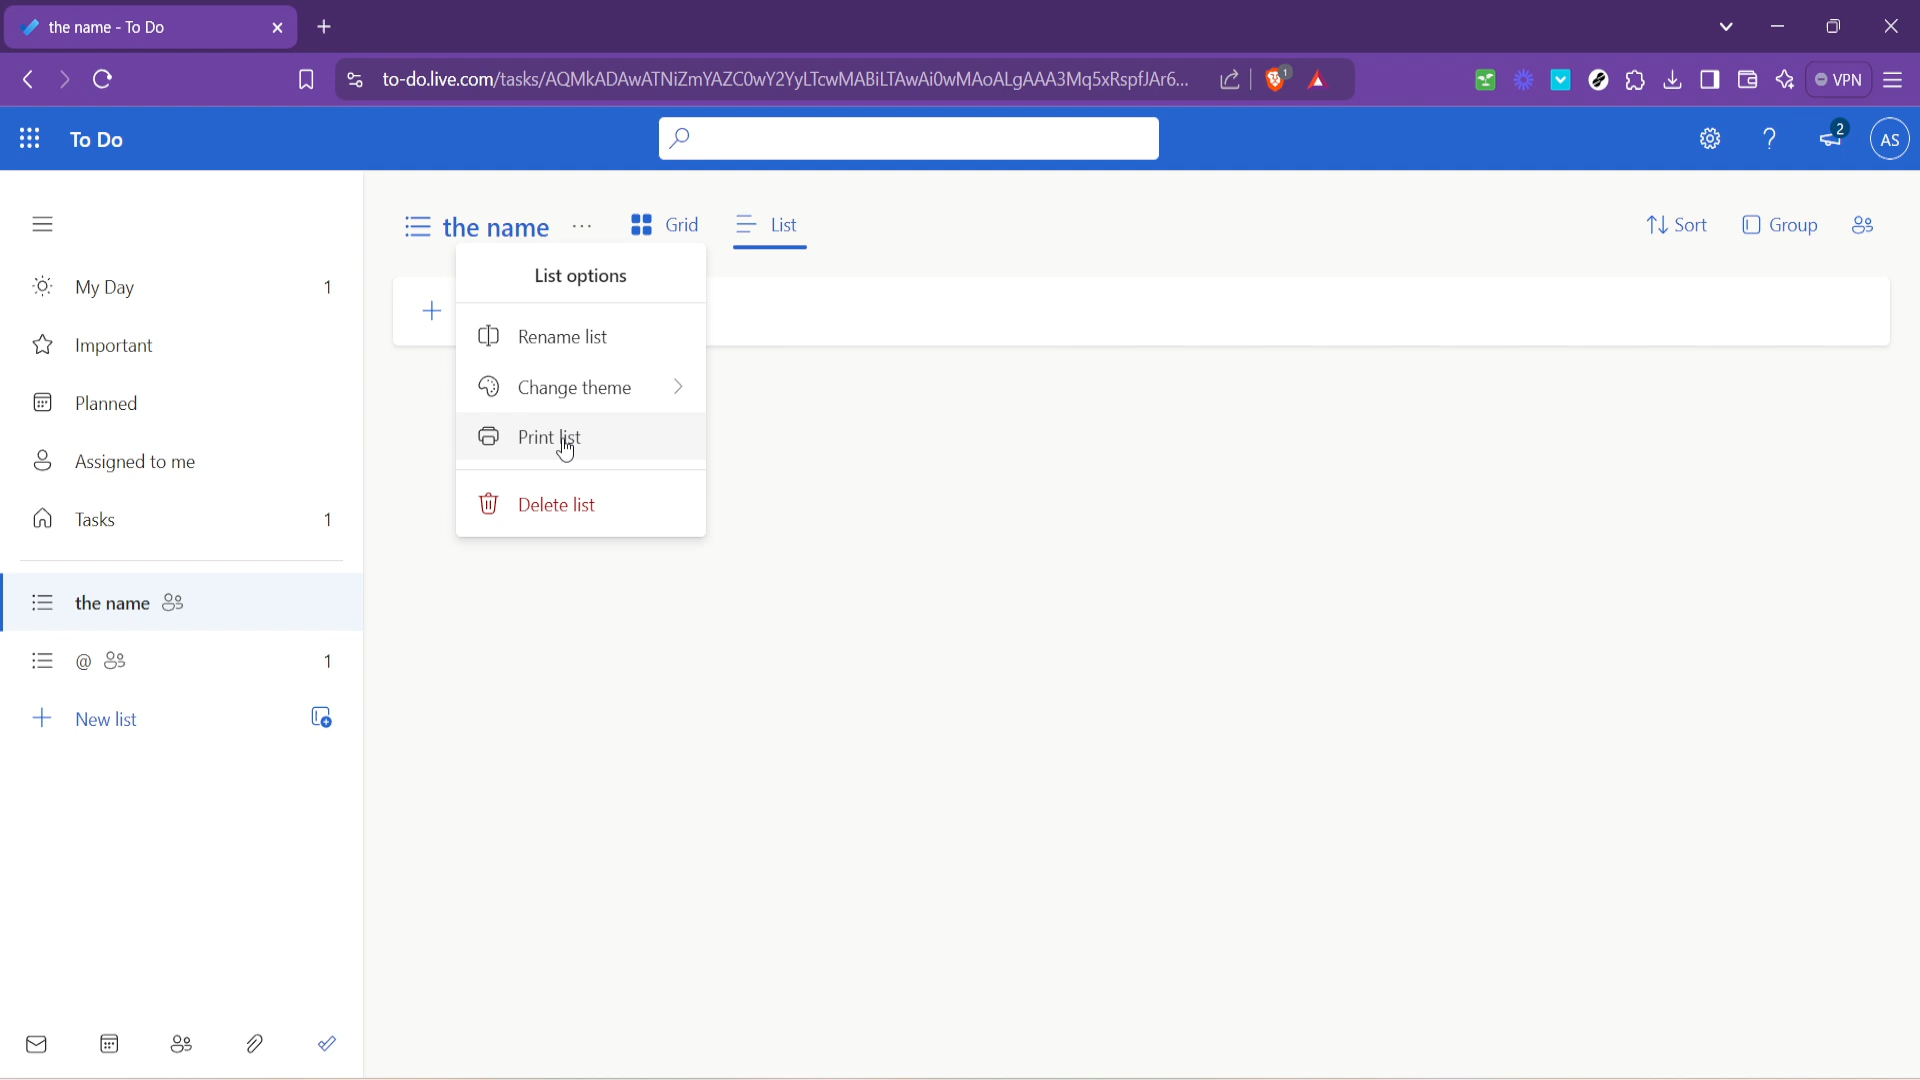 the name - To Do
to-do.live.com/tasks/AQMkADAwATNiZmYAZC0wY2YyLTcwMABiLTAwAi0wMAoALgAAA3Mq5xRspfJAr6...
1
VPN
To Do
2
AS
the name ... Grid List
Sort Group
My Day 1
Important
Planned
Assigned to me
Tasks 1
the name
@ 1
New list
List options
Rename list
Change theme
Print list
Delete list